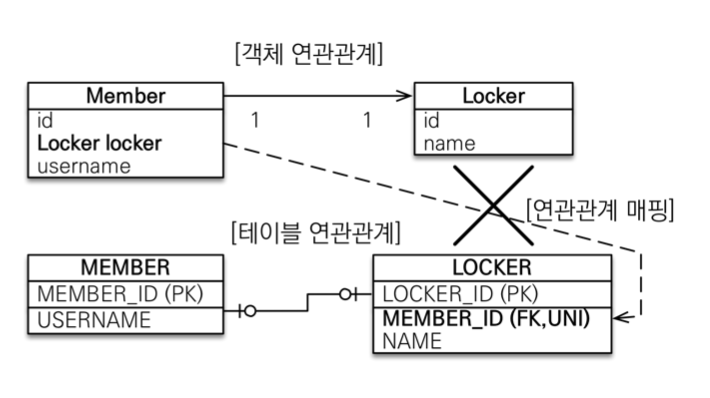 [객체 연관관계]
Member
id
Locker locker
username
1
1
Locker
id
name
[연관관계 매핑]
[테이블 연관관계]
MEMBER
MEMBER_ID (PK)
USERNAME
LOCKER
LOCKER_ID (PK)
MEMBER_ID (FK,UNI)
NAME